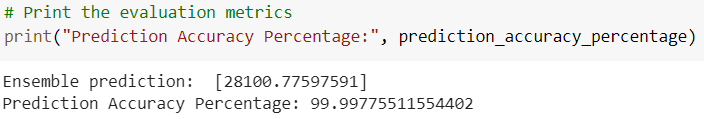 # Print the evaluation metrics
print("Prediction Accuracy Percentage:", prediction_accuracy_percentage)
Ensemble prediction:  [28100.77597591]
Prediction Accuracy Percentage: 99.99775511554402